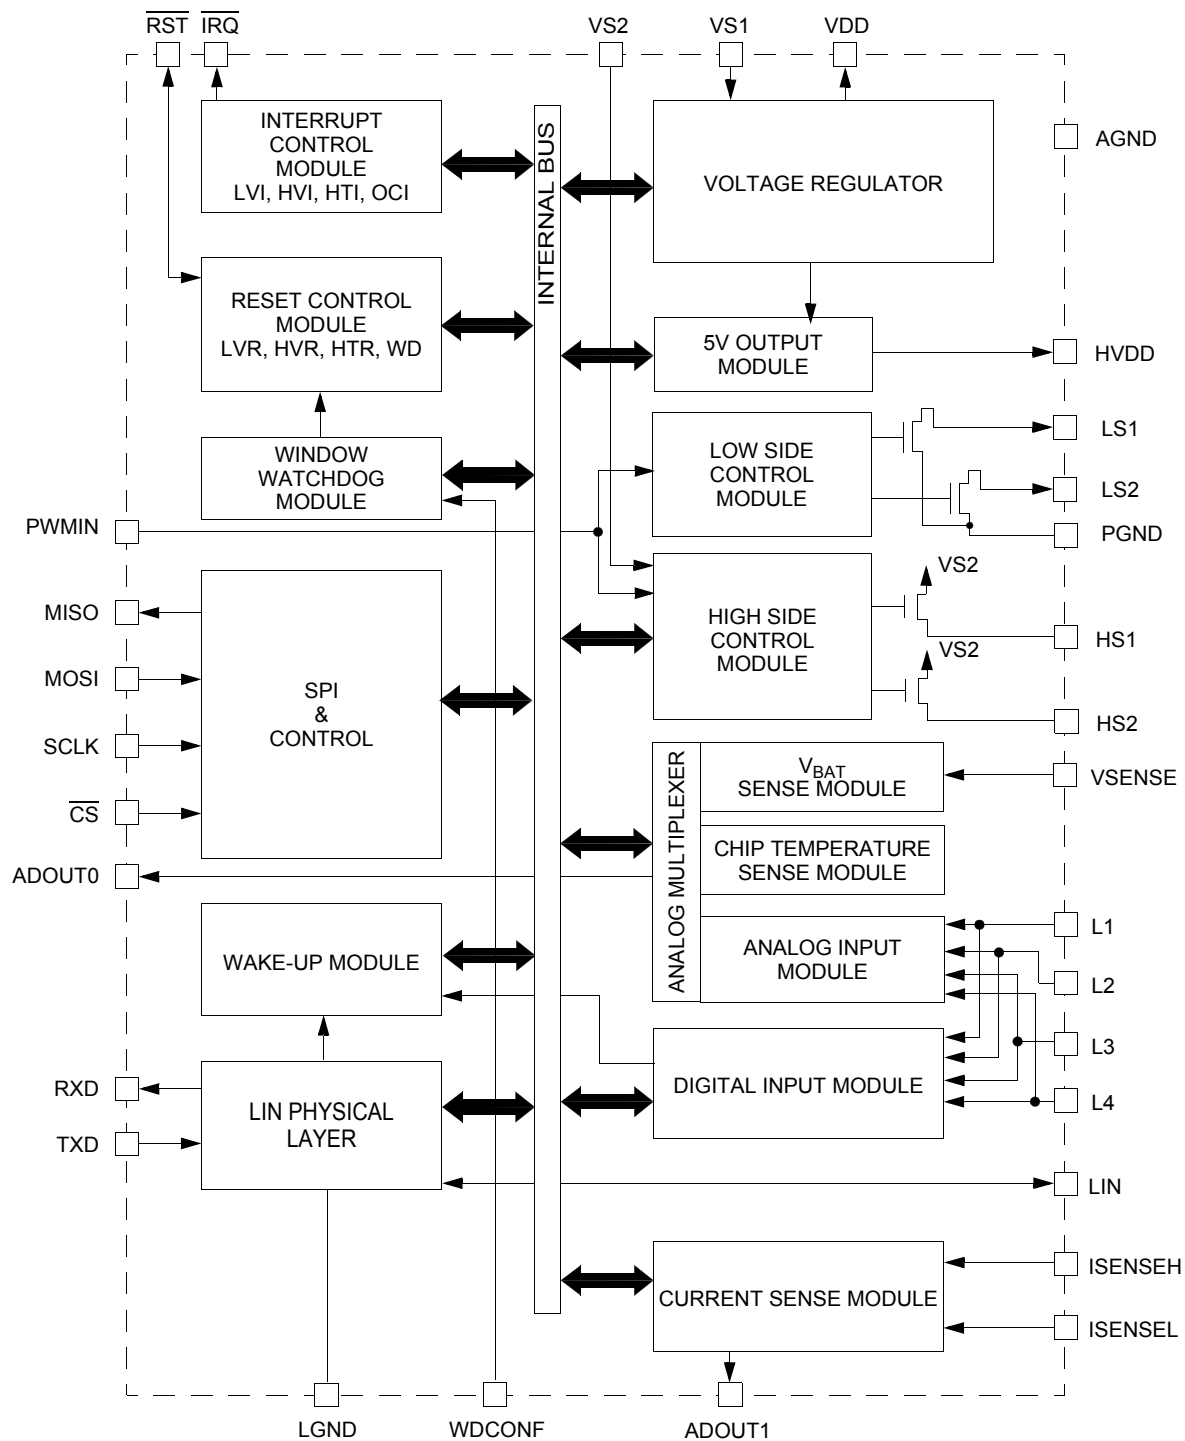 RST
IRQ
VS2
VS1
VDD
INTERRUPT
CONTROL
MODULE
LVI, HVI, HTI, OCI
INTERNAL BUS
VOLTAGE REGULATOR
AGND
RESET CONTROL
MODULE
LVR, HVR, HTR, WD
5V OUTPUT
MODULE
HVDD
WINDOW
WATCHDOG
MODULE
LOW SIDE
CONTROL
MODULE
LS1
LS2
PGND
PWMIN
MISO
MOSI
SCLK
CS
SPI
&
CONTROL
HIGH SIDE
CONTROL
MODULE
VS2
HS1
VS2
HS2
ANALOG MULTIPLEXER
VBAT
SENSE MODULE
VSENSE
CHIP TEMPERATURE
SENSE MODULE
ADOUT0
WAKE-UP MODULE
ANALOG INPUT
MODULE
L1
L2
L3
L4
DIGITAL INPUT MODULE
RXD
TXD
LIN PHYSICAL
LAYER
LIN
CURRENT SENSE MODULE
ISENSEH
ISENSEL
LGND
WDCONF
ADOUT1